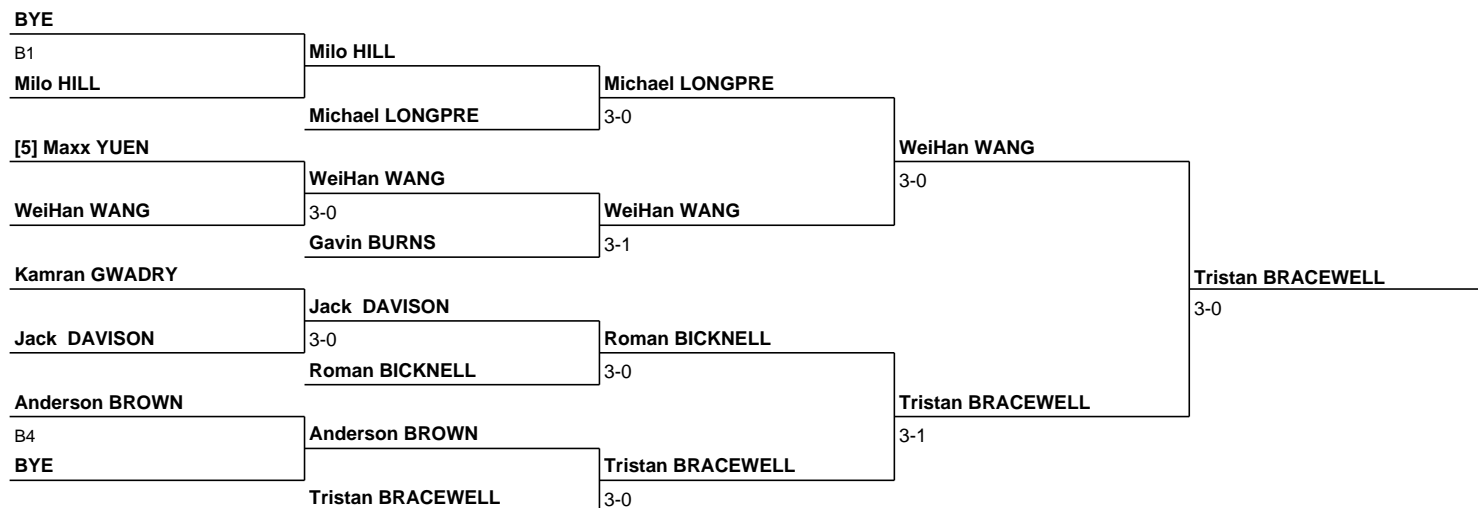 BYE
B1
Milo HILL
Milo HILL
Michael LONGPRE
Michael LONGPRE
3-0
[5] Maxx YUEN
WeiHan WANG
WeiHan WANG
3-0
WeiHan WANG
3-0
Gavin BURNS
WeiHan WANG
3-1
Kamran GWADRY
Tristan BRACEWELL
3-0
Jack  DAVISON
Jack  DAVISON
3-0
Roman BICKNELL
Roman BICKNELL
3-0
Anderson BROWN
Tristan BRACEWELL
3-1
B4
BYE
Anderson BROWN
Tristan BRACEWELL
Tristan BRACEWELL
3-0